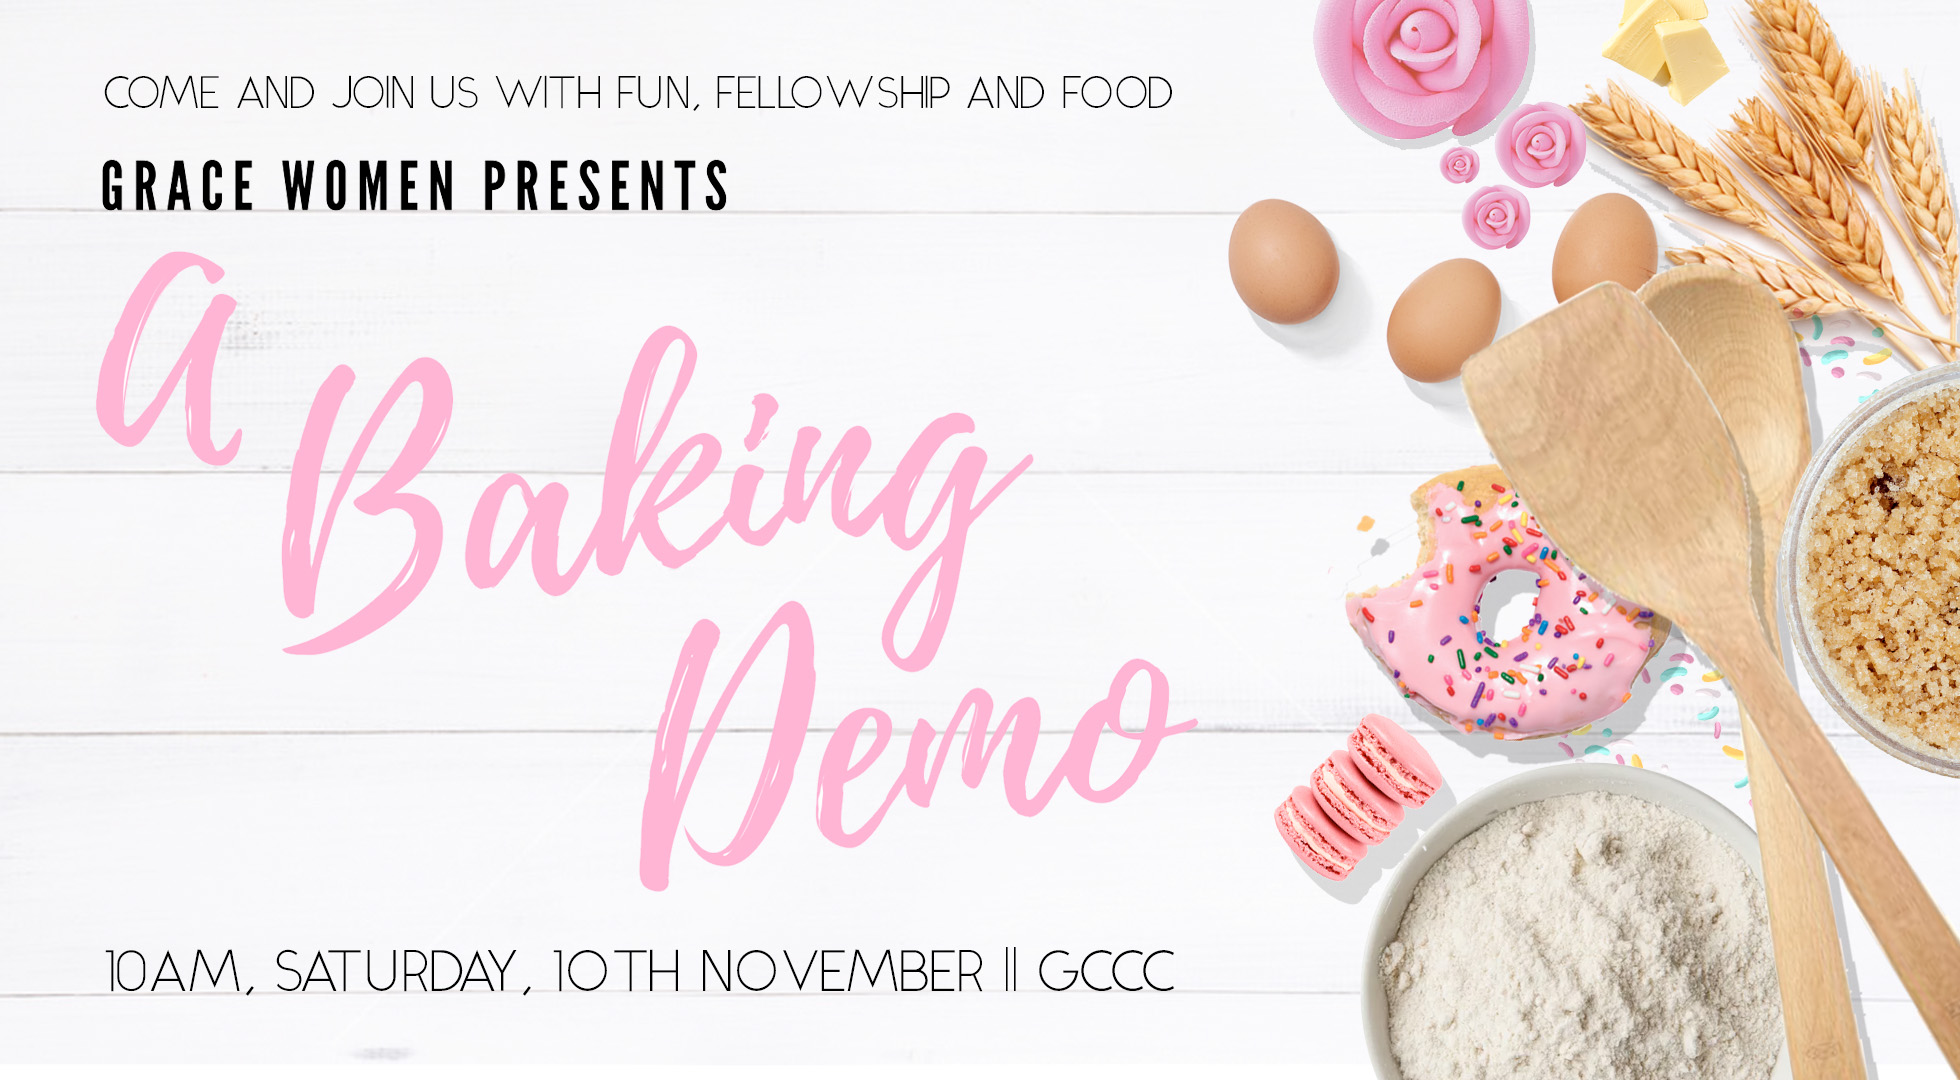 COME AND JOIN US WITH FUN, FELLOWSHIP AND FOOD
GRACE WOMEN PRESENTS
A
Baking
Demo
10AM, SATURDAY, 10TH NOVEMBER || GCCC